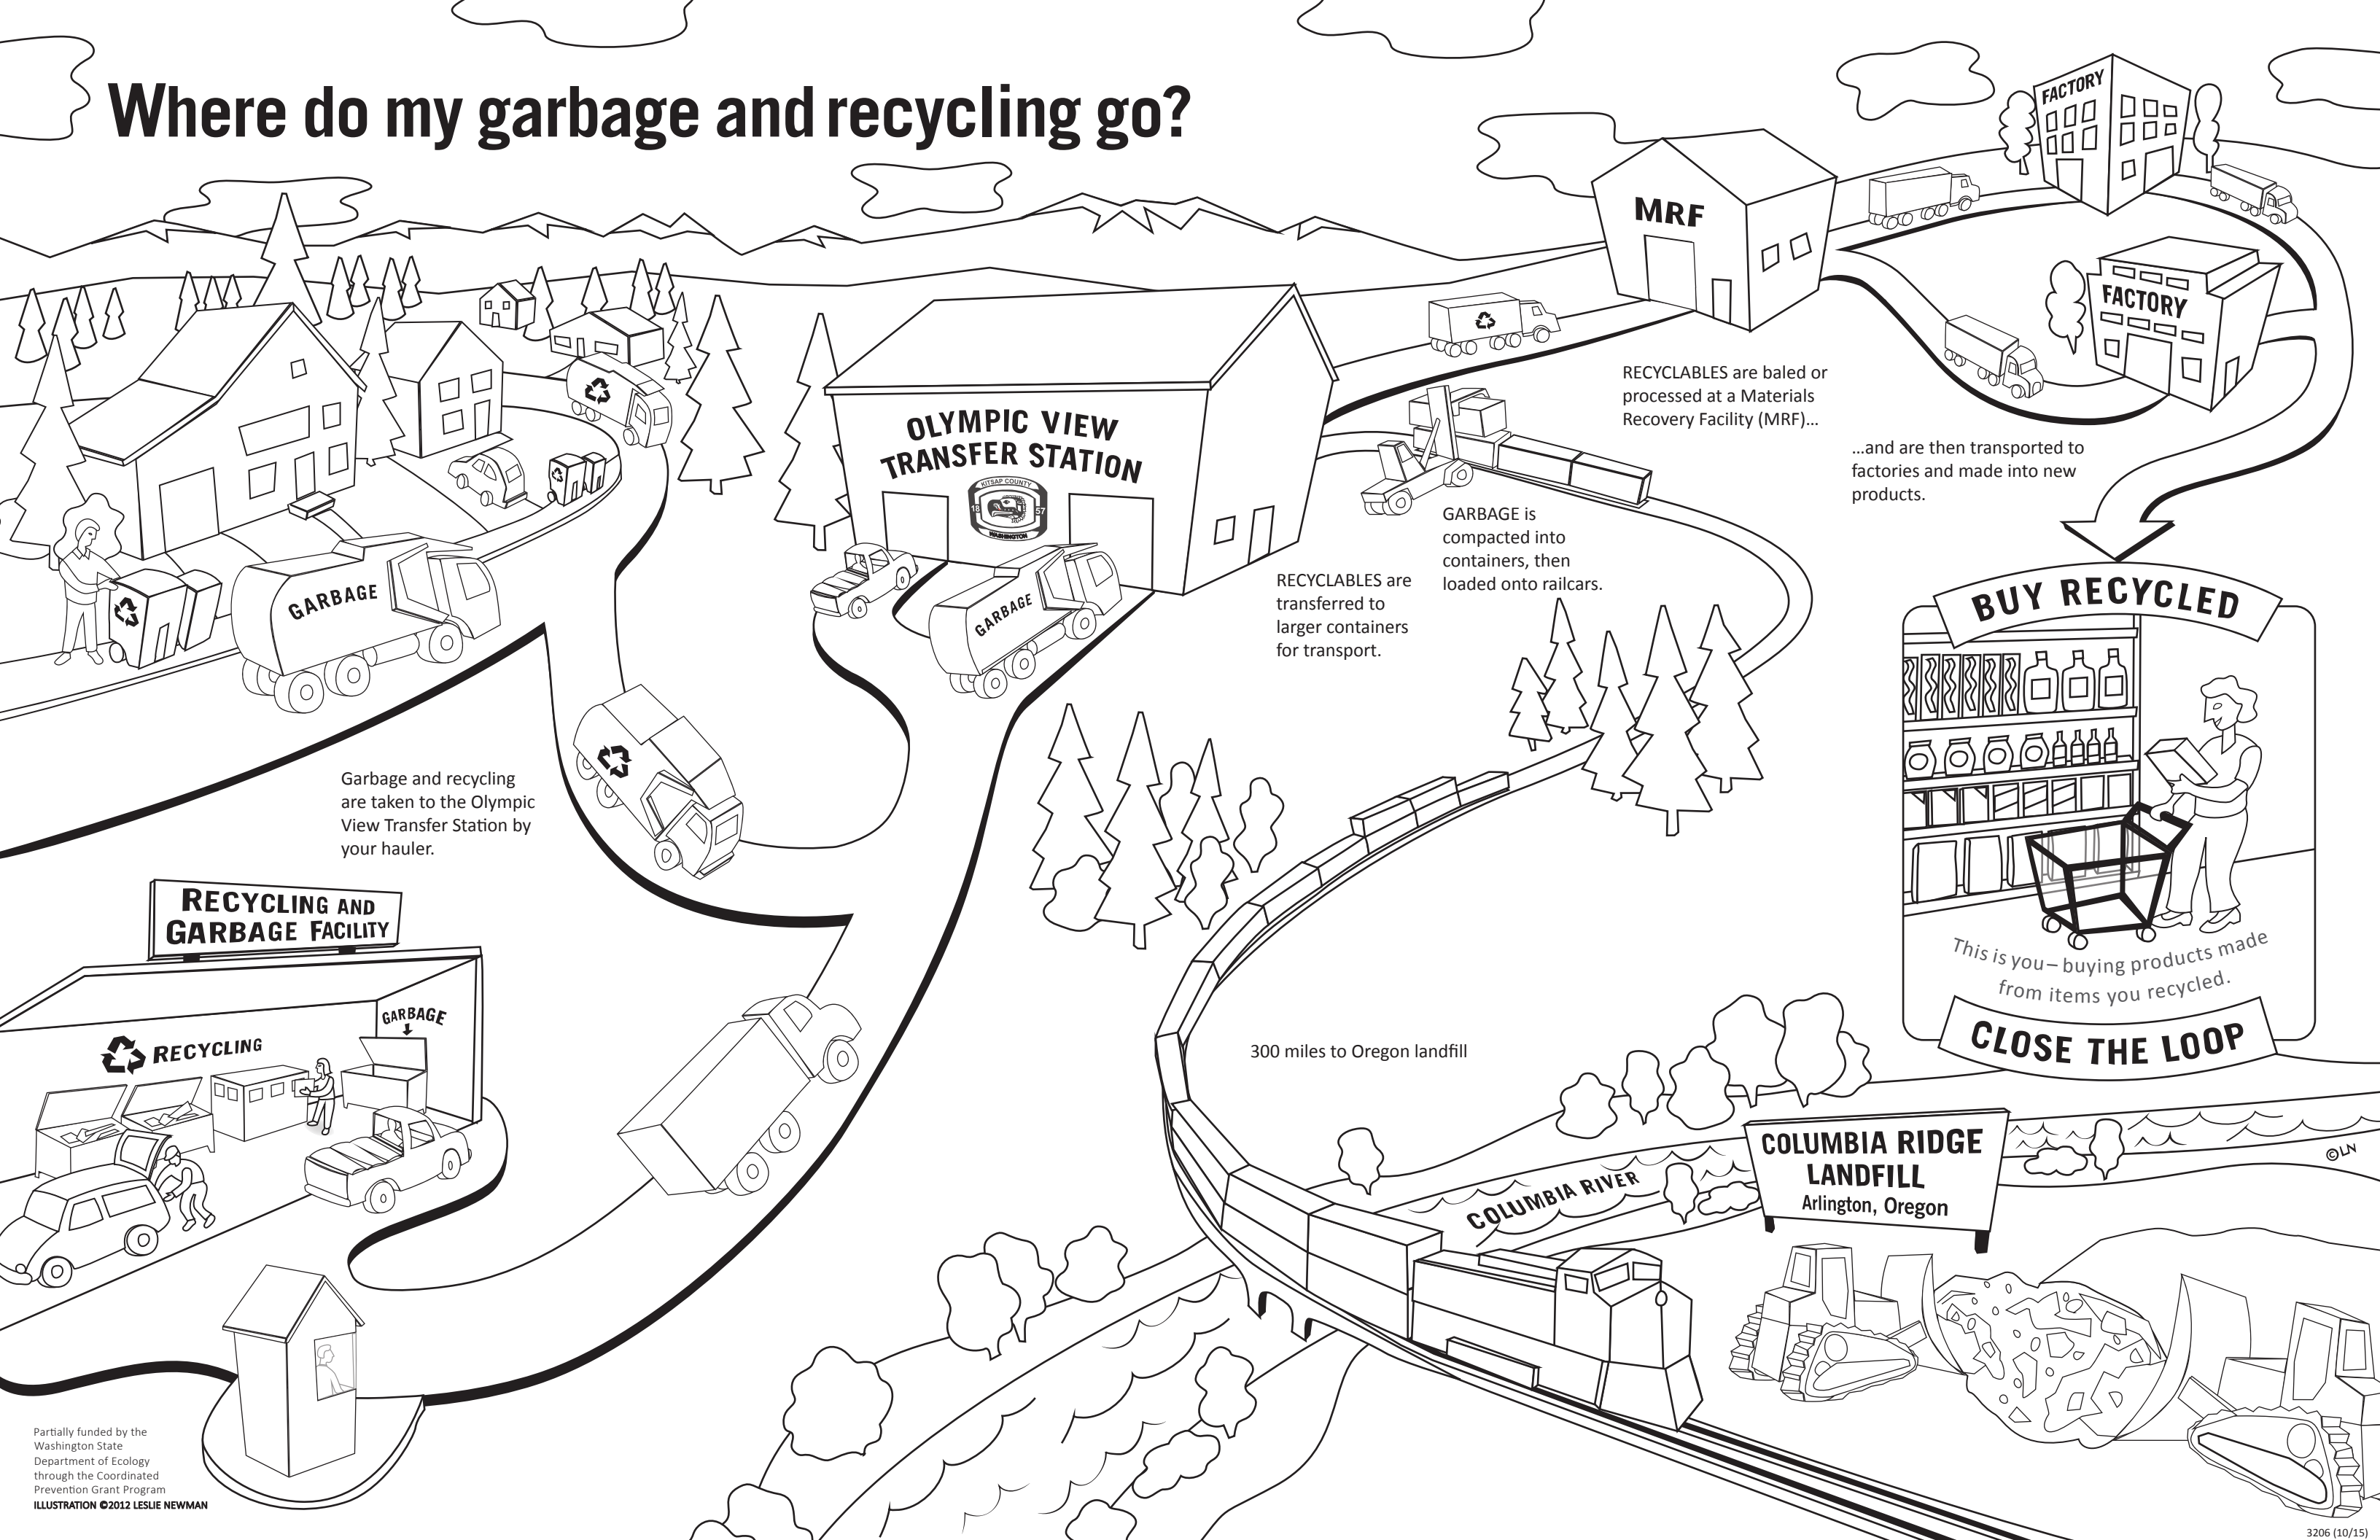 Where do my garbage and recycling go?
FACTORY
MRF
FACTORY
OLYMPIC VIEW
TRANSFER STATION
KITSAP COUNTY
18 57
WASHINGTON
GARBAGE
GARBAGE
RECYCLABLES are baled or
processed at a Materials
Recovery Facility (MRF)...
...and are then transported to
factories and made into new
products.
GARBAGE is
compacted into
containers, then
loaded onto railcars.
RECYCLABLES are
transferred to
larger containers
for transport.
BUY RECYCLED
This is you – buying products made
from items you recycled.
CLOSE THE LOOP
Garbage and recycling
are taken to the Olympic
View Transfer Station by
your hauler.
RECYCLING AND
GARBAGE FACILITY
GARBAGE
RECYCLING
300 miles to Oregon landfill
COLUMBIA RIVER
COLUMBIA RIDGE
LANDFILL
Arlington, Oregon
©LN
Partially funded by the
Washington State
Department of Ecology
through the Coordinated
Prevention Grant Program
ILLUSTRATION ©2012 LESLIE NEWMAN
3206 (10/15)